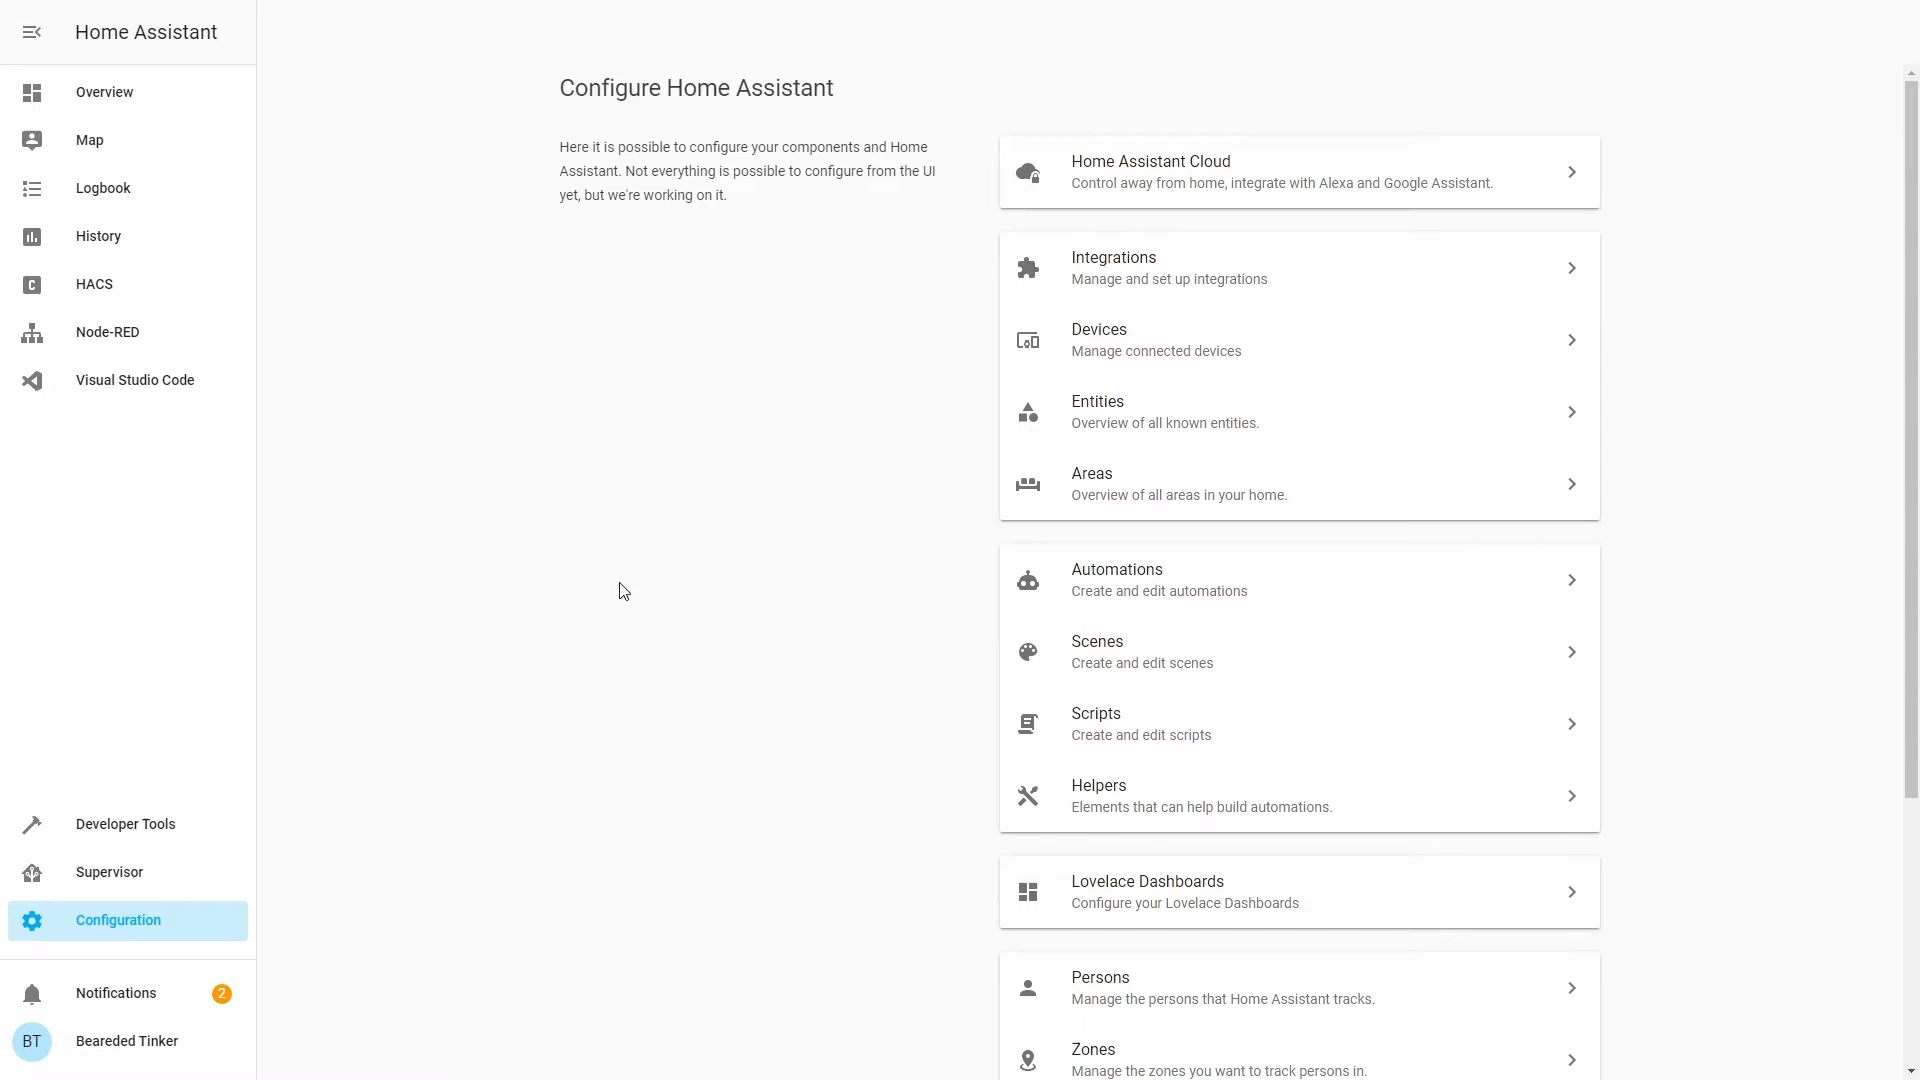 Home Assistant
Overview
Map
Logbook
History
HACS
Node-RED
Visual Studio Code
Developer Tools
Supervisor
Configuration
Notifications
2
BT
Bearded Tinker
Configure Home Assistant
Here it is possible to configure your components and Home
Assistant. Not everything is possible to configure from the UI
yet, but we're working on it.
Home Assistant Cloud
Control away from home, integrate with Alexa and Google Assistant.
Integrations
Manage and set up integrations
Devices
Manage connected devices
Entities
Overview of all known entities.
Areas
Overview of all areas in your home.
Automations
Create and edit automations
Scenes
Create and edit scenes
Scripts
Create and edit scripts
Helpers
Elements that can help build automations.
Lovelace Dashboards
Configure your Lovelace Dashboards
Persons
Manage the persons that Home Assistant tracks.
Zones
Manage the zones you want to track persons in.